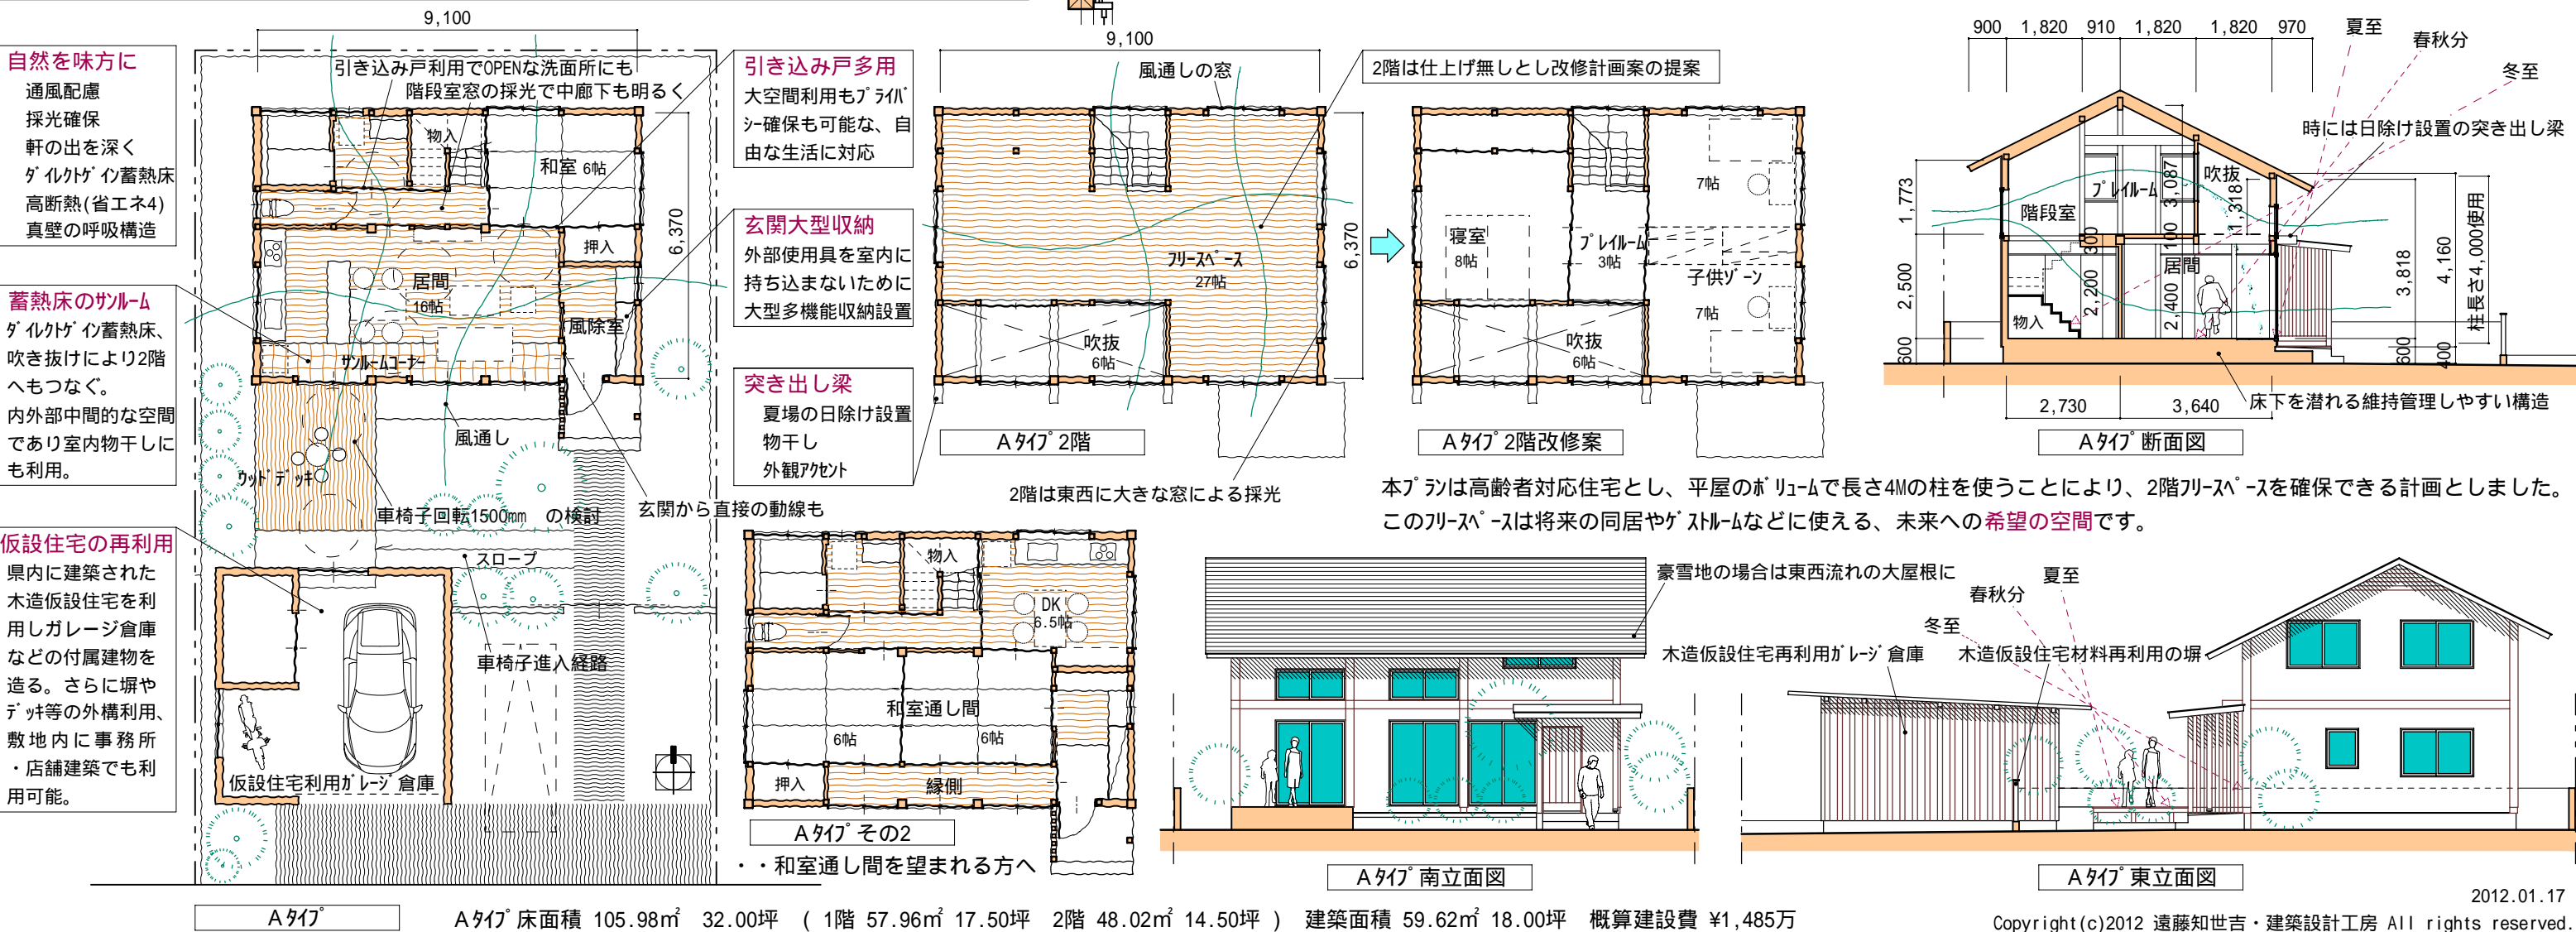 9,100
自然を味方に
通風配慮
採光確保
軒の出を深く
ﾀﾞｲﾚｸﾄｹﾞｲﾝ蓄熱床
高断熱(省エネ4)
真壁の呼吸構造
蓄熱床のｻﾝﾙｰﾑ
ﾀﾞｲﾚｸﾄｹﾞｲﾝ蓄熱床、
吹き抜けにより2階
へもつなぐ。
内外部中間的な空間
であり室内物干しに
も利用。
仮設住宅の再利用
県内に建築された
木造仮設住宅を利
用しガレージ倉庫
などの付属建物を
造る。さらに塀や
ﾃﾞｯｷ等の外構利用、
敷地内に事務所
・店舗建築でも利
用可能。
引き込み戸利用でOPENな洗面所にも
階段室窓の採光で中廊下も明るく
物入
和室 6帖
6,370
押入
居間
16帖
風除室
ｻﾝﾙｰﾑｺｰﾅｰ
風通し
ｳｯﾄﾞﾃﾞｯｷ
車椅子回転1500mm の検討
玄関から直接の動線も
スロープ
車椅子進入経路
仮設住宅利用ｶﾞﾚｰｼﾞ倉庫
Aﾀｲﾌﾟ
引き込み戸多用
大空間利用もﾌﾟﾗｲﾊﾞ
ｼｰ確保も可能な、自
由な生活に対応
玄関大型収納
外部使用具を室内に
持ち込まないために
大型多機能収納設置
突き出し梁
夏場の日除け設置
物干し
外観ｱｸｾﾝﾄ
9,100
風通しの窓
2階は仕上げ無しとし改修計画案の提案
ﾌﾘｰｽﾍﾟｰｽ
27帖
6,370
吹抜
6帖
Aﾀｲﾌﾟ2階
2階は東西に大きな窓による採光
7帖
寝室
8帖
ﾌﾟﾚｲﾙｰﾑ
3帖
子供ｿﾞｰﾝ
7帖
吹抜
6帖
Aﾀｲﾌﾟ2階改修案
900 1,820 910 1,820 1,820 970
夏至
春秋分
冬至
時には日除け設置の突き出し梁
1,773
2,500
600
階段室
ﾌﾟﾚｲﾙｰﾑ
吹抜
3,087
1,318
300
100
居間
2,200
2,400
物入
3,818
600
4,160
400
柱長さ4,000使用
2,730 3,640
床下を潜れる維持管理しやすい構造
Aﾀｲﾌﾟ断面図
本ﾌﾟﾗﾝは高齢者対応住宅とし、平屋のﾎﾞﾘｭｰﾑで長さ4Mの柱を使うことにより、2階ﾌﾘｰｽﾍﾟｰｽを確保できる計画としました。
このﾌﾘｰｽﾍﾟｰｽは将来の同居やｹﾞｽﾄﾙｰﾑなどに使える、未来への希望の空間です。
物入
DK
6.5帖
和室通し間
6帖
6帖
押入
縁側
Aﾀｲﾌﾟその2
・・和室通し間を望まれる方へ
豪雪地の場合は東西流れの大屋根に
Aﾀｲﾌﾟ南立面図
夏至
春秋分
冬至
木造仮設住宅再利用ｶﾞﾚｰｼﾞ倉庫
木造仮設住宅材料再利用の塀
Aﾀｲﾌﾟ東立面図
Aﾀｲﾌﾟ床面積 105.98㎡ 32.00坪 ( 1階 57.96㎡ 17.50坪 2階 48.02㎡ 14.50坪 ) 建築面積 59.62㎡ 18.00坪 概算建設費 ¥1,485万
2012.01.17
Copyright(c)2012 遠藤知世吉・建築設計工房 All rights reserved.